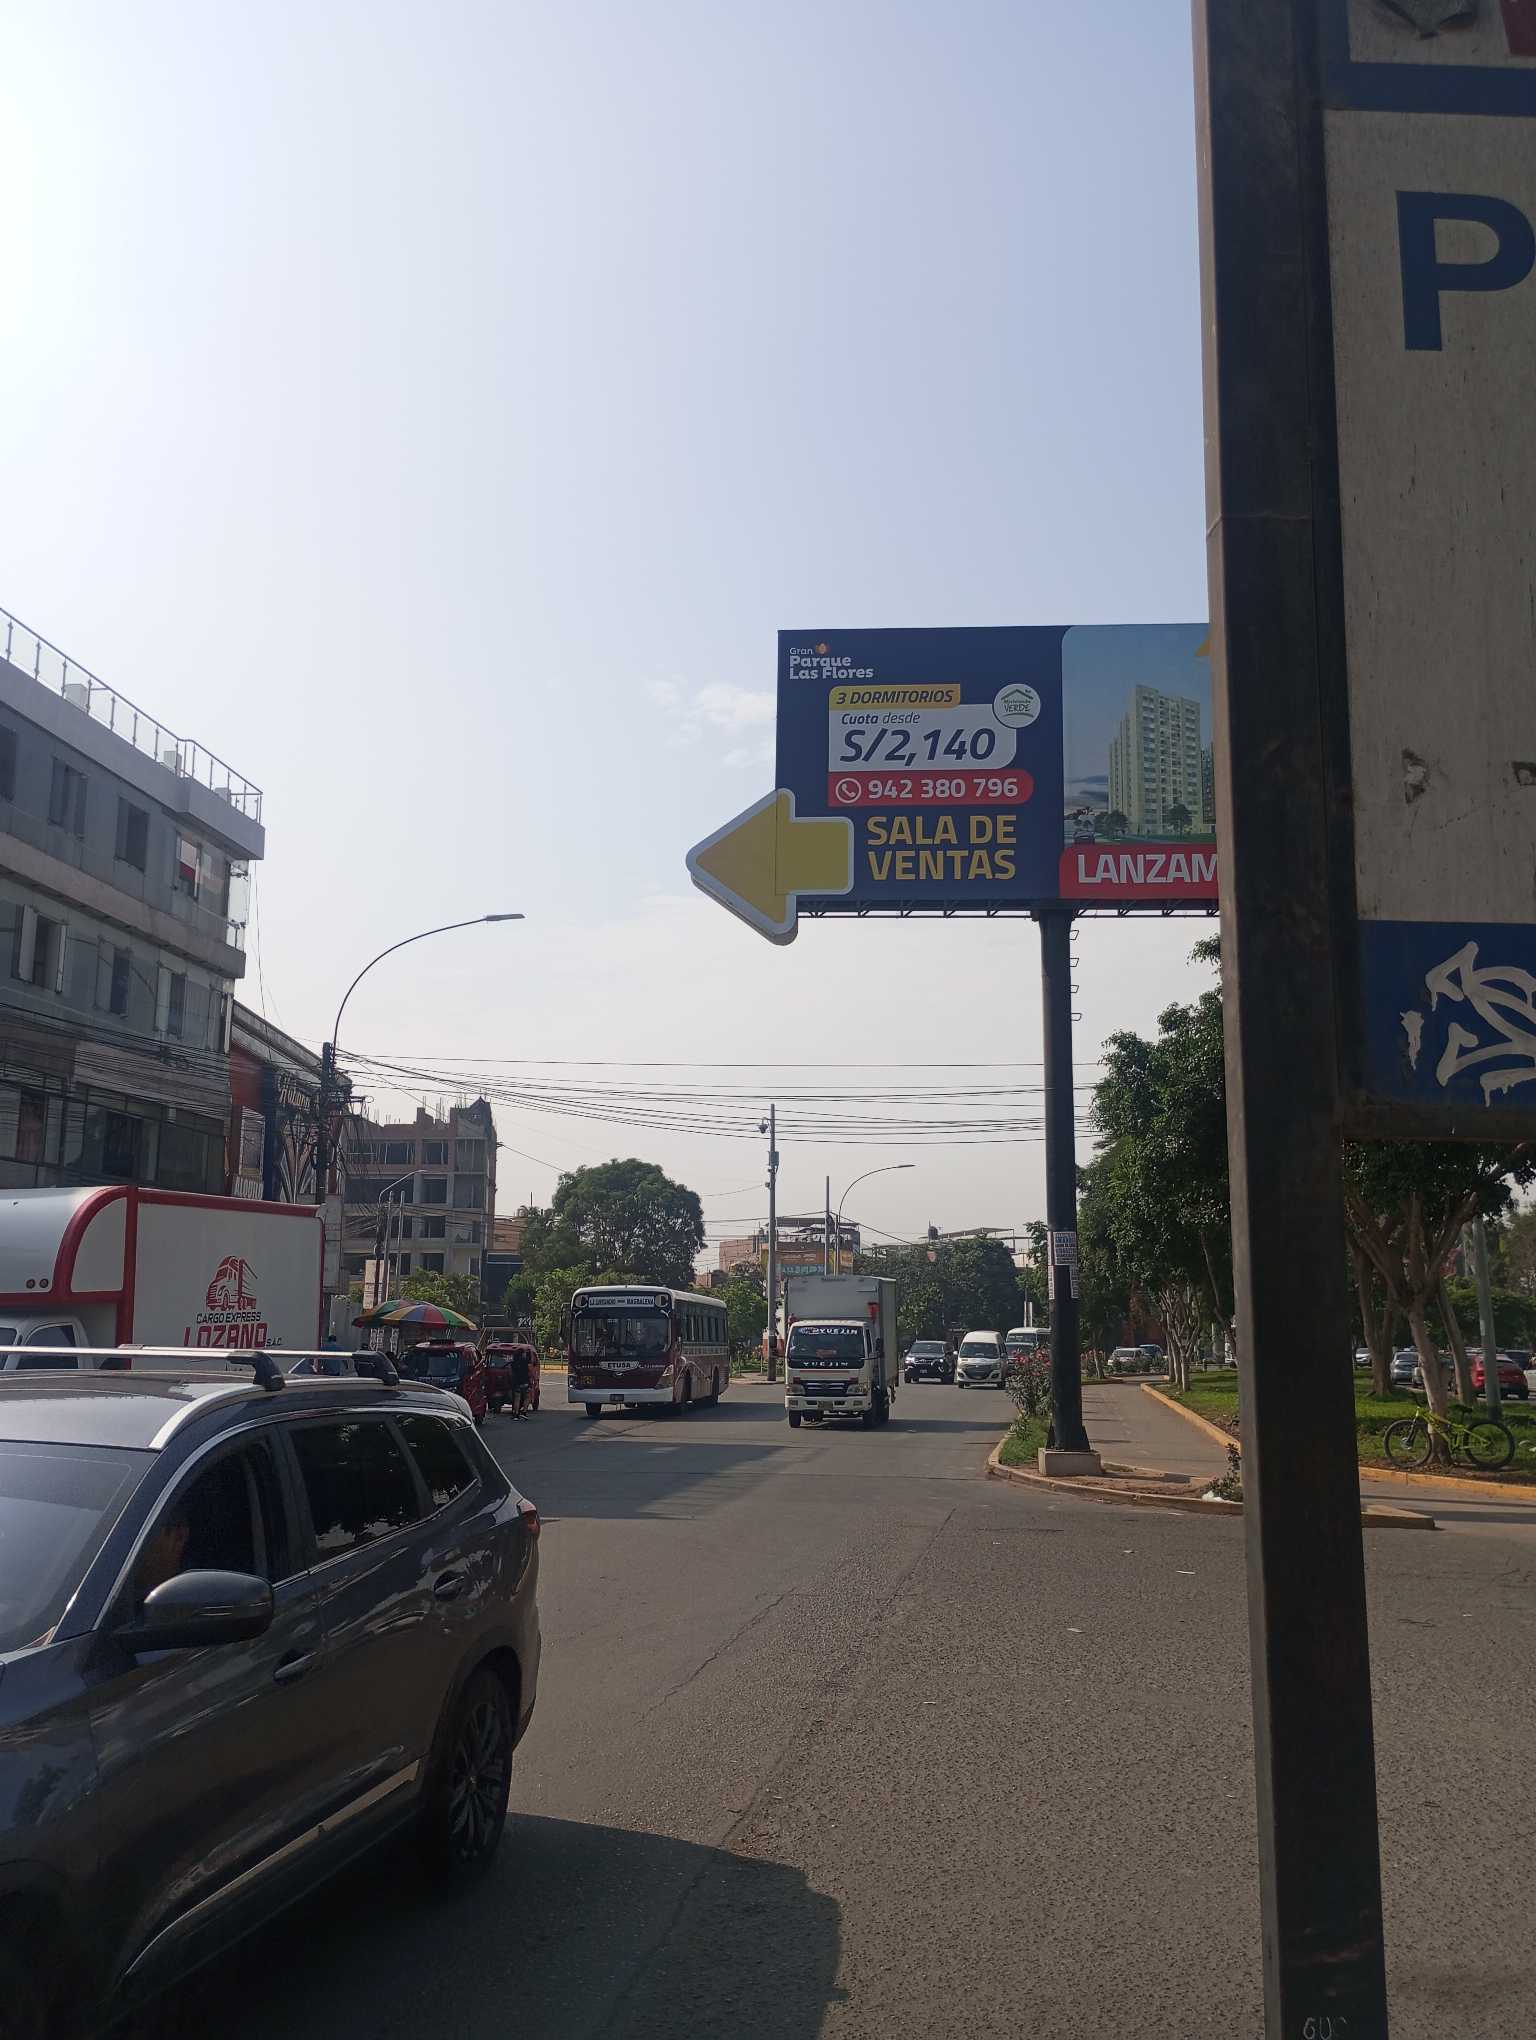 P
Gran
Parque
Las Flores
3 DORMITORIOS
Cuota desde
S/2,140
VERDE
942 380 796
SALA DE
VENTAS
LANZAM
CARGO EXPRESS
LOZANO S.A.C.
MAGDALENA
ETUSA
YUEJIN
YUEJIN